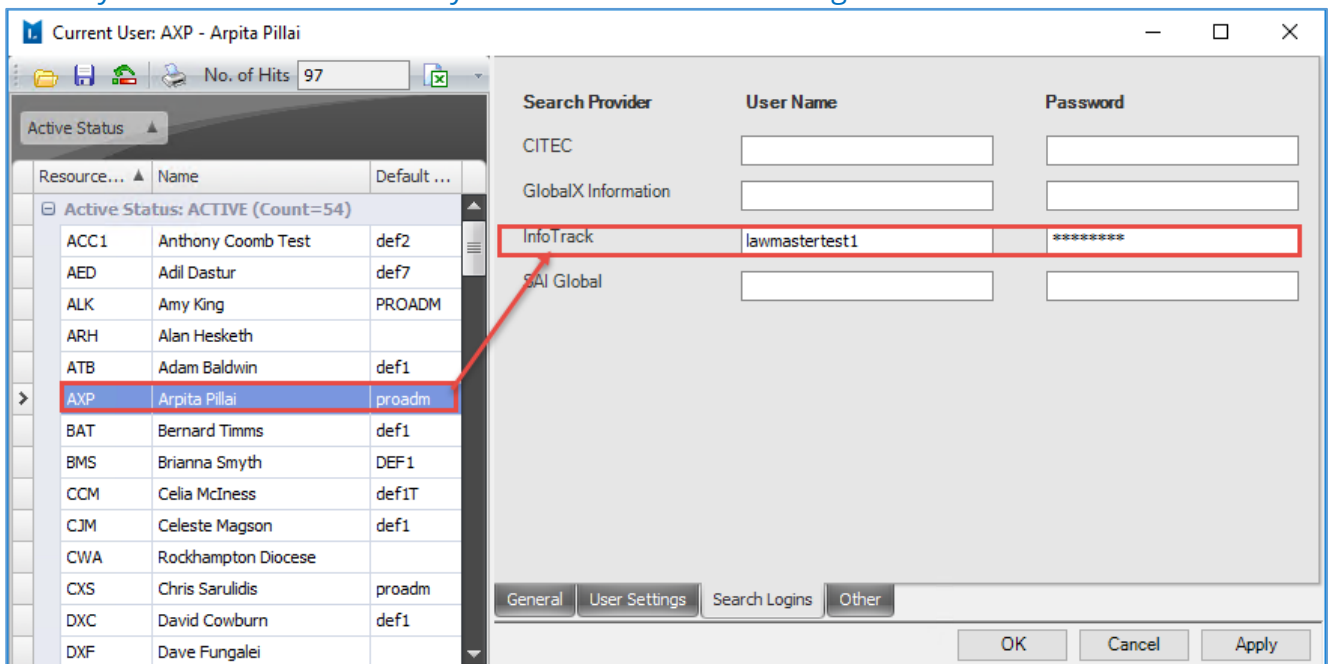 Current User: AXP - Arpita Pillai
No. of Hits 97
Active Status
Resource... Name Default ...
Active Status: ACTIVE (Count=54)
ACC1 Anthony Coomb Test def2
AED Adil Dastur def7
ALK Amy King PROADM
ARH Alan Hesketh
ATB Adam Baldwin def1
AXP Arpita Pillai proadm
BAT Bernard Timms def1
BMS Brianna Smyth DEF1
CCM Celia McIness def1T
CJM Celeste Magson def1
CWA Rockhampton Diocese
CXS Chris Sarulidis proadm
DXC David Cowburn def1
DXF Dave Fungalei
Search Provider User Name Password
CITEC
GlobalX Information
InfoTrack lawmastertest1 ********
SAI Global
General User Settings Search Logins Other
OK Cancel Apply